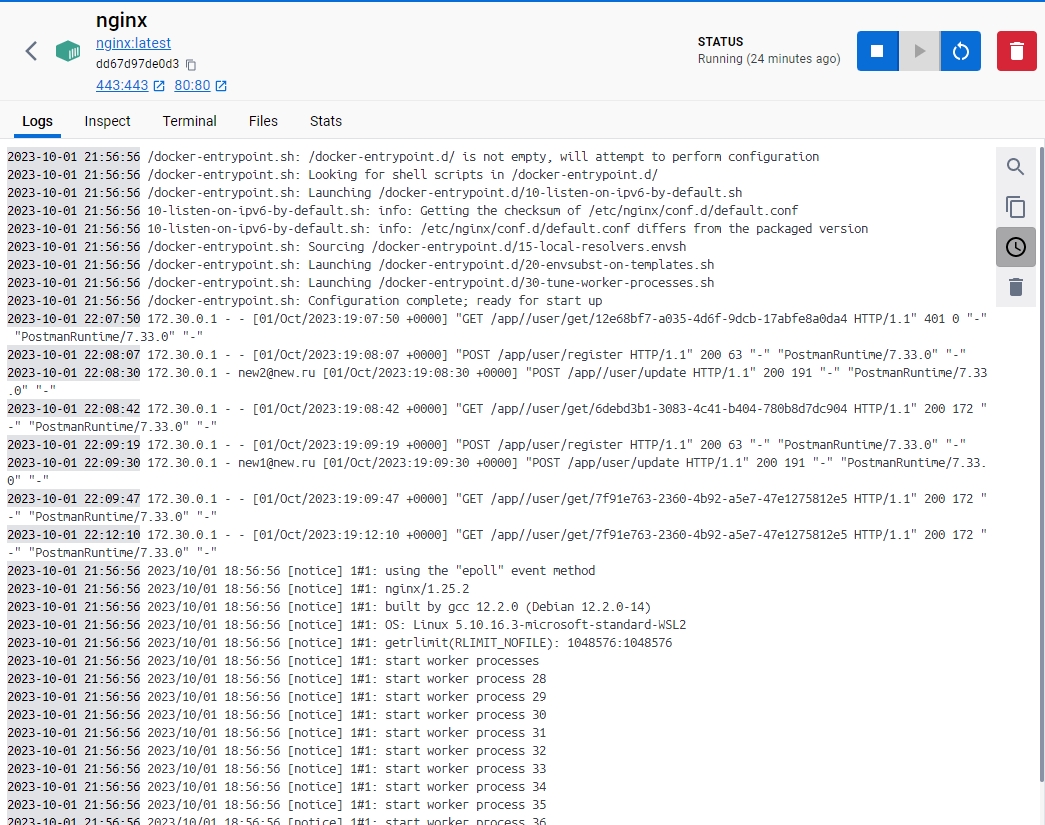 nginx
nginx:latest
dd67d97de0d3
443:443 80:80
STATUS
Running (24 minutes ago)
Logs Inspect Terminal Files Stats
2023-10-01 21:56:56 /docker-entrypoint.sh: /docker-entrypoint.d/ is not empty, will attempt to perform configuration
2023-10-01 21:56:56 /docker-entrypoint.sh: Looking for shell scripts in /docker-entrypoint.d/
2023-10-01 21:56:56 /docker-entrypoint.sh: Launching /docker-entrypoint.d/10-listen-on-ipv6-by-default.sh
2023-10-01 21:56:56 10-listen-on-ipv6-by-default.sh: info: Getting the checksum of /etc/nginx/conf.d/default.conf
2023-10-01 21:56:56 10-listen-on-ipv6-by-default.sh: info: /etc/nginx/conf.d/default.conf differs from the packaged version
2023-10-01 21:56:56 /docker-entrypoint.sh: Sourcing /docker-entrypoint.d/15-local-resolvers.envsh
2023-10-01 21:56:56 /docker-entrypoint.sh: Launching /docker-entrypoint.d/20-envsubst-on-templates.sh
2023-10-01 21:56:56 /docker-entrypoint.sh: Launching /docker-entrypoint.d/30-tune-worker-processes.sh
2023-10-01 21:56:56 /docker-entrypoint.sh: Configuration complete; ready for start up
2023-10-01 22:07:50 172.30.0.1 - - [01/Oct/2023:19:07:50 +0000] "GET /app//user/get/12e68bf7-a035-4d6f-9dcb-17abfe8a0da4 HTTP/1.1" 401 0 "-"
"PostmanRuntime/7.33.0" "-"
2023-10-01 22:08:07 172.30.0.1 - - [01/Oct/2023:19:08:07 +0000] "POST /app/user/register HTTP/1.1" 200 63 "-" "PostmanRuntime/7.33.0" "-"
2023-10-01 22:08:30 172.30.0.1 - new2@new.ru [01/Oct/2023:19:08:30 +0000] "POST /app//user/update HTTP/1.1" 200 191 "-" "PostmanRuntime/7.33
.0" "-"
2023-10-01 22:08:42 172.30.0.1 - - [01/Oct/2023:19:08:42 +0000] "GET /app//user/get/6debd3b1-3083-4c41-b404-780b8d7dc904 HTTP/1.1" 200 172 "
-" "PostmanRuntime/7.33.0" "-"
2023-10-01 22:09:19 172.30.0.1 - - [01/Oct/2023:19:09:19 +0000] "POST /app/user/register HTTP/1.1" 200 63 "-" "PostmanRuntime/7.33.0" "-"
2023-10-01 22:09:30 172.30.0.1 - new1@new.ru [01/Oct/2023:19:09:30 +0000] "POST /app/user/update HTTP/1.1" 200 191 "-" "PostmanRuntime/7.33.
0" "-"
2023-10-01 22:09:47 172.30.0.1 - - [01/Oct/2023:19:09:47 +0000] "GET /app//user/get/7f91e763-2360-4b92-a5e7-47e1275812e5 HTTP/1.1" 200 172 "
-" "PostmanRuntime/7.33.0" "-"
2023-10-01 22:12:10 172.30.0.1 - - [01/Oct/2023:19:12:10 +0000] "GET /app//user/get/7f91e763-2360-4b92-a5e7-47e1275812e5 HTTP/1.1" 200 172 "
-" "PostmanRuntime/7.33.0" "-"
2023-10-01 21:56:56 2023/10/01 18:56:56 [notice] 1#1: using the "epoll" event method
2023-10-01 21:56:56 2023/10/01 18:56:56 [notice] 1#1: nginx/1.25.2
2023-10-01 21:56:56 2023/10/01 18:56:56 [notice] 1#1: built by gcc 12.2.0 (Debian 12.2.0-14)
2023-10-01 21:56:56 2023/10/01 18:56:56 [notice] 1#1: OS: Linux 5.10.16.3-microsoft-standard-WSL2
2023-10-01 21:56:56 2023/10/01 18:56:56 [notice] 1#1: getrlimit(RLIMIT_NOFILE): 1048576:1048576
2023-10-01 21:56:56 2023/10/01 18:56:56 [notice] 1#1: start worker processes
2023-10-01 21:56:56 2023/10/01 18:56:56 [notice] 1#1: start worker process 28
2023-10-01 21:56:56 2023/10/01 18:56:56 [notice] 1#1: start worker process 29
2023-10-01 21:56:56 2023/10/01 18:56:56 [notice] 1#1: start worker process 30
2023-10-01 21:56:56 2023/10/01 18:56:56 [notice] 1#1: start worker process 31
2023-10-01 21:56:56 2023/10/01 18:56:56 [notice] 1#1: start worker process 32
2023-10-01 21:56:56 2023/10/01 18:56:56 [notice] 1#1: start worker process 33
2023-10-01 21:56:56 2023/10/01 18:56:56 [notice] 1#1: start worker process 34
2023-10-01 21:56:56 2023/10/01 18:56:56 [notice] 1#1: start worker process 35
2023-10-01 21:56:56 2023/10/01 18:56:56 [notice] 1#1: start worker process 36